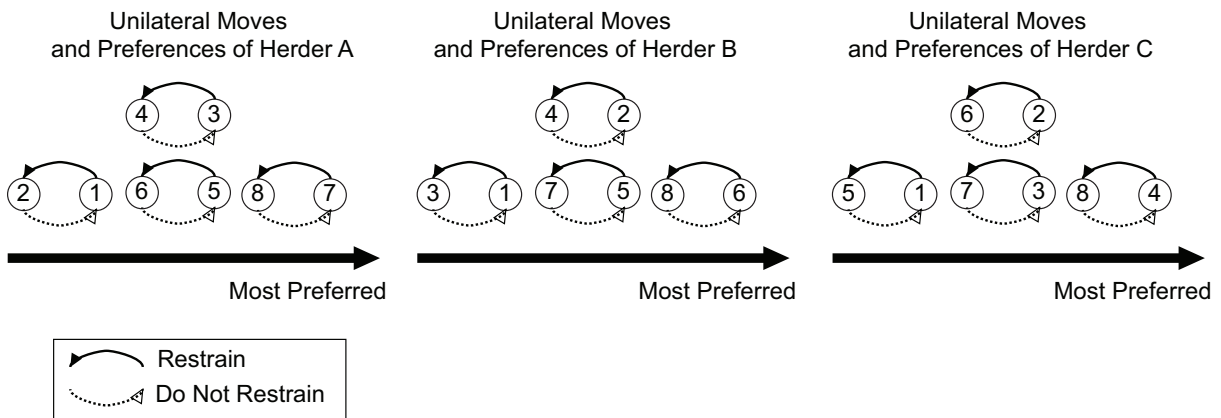 Unilateral Moves
and Preferences of Herder A
4 3
2 1 6 5 8 7
Most Preferred
Unilateral Moves
and Preferences of Herder B
4 2
3 1 7 5 8 6
Most Preferred
Unilateral Moves
and Preferences of Herder C
6 2
5 1 7 3 8 4
Most Preferred
Restrain
Do Not Restrain